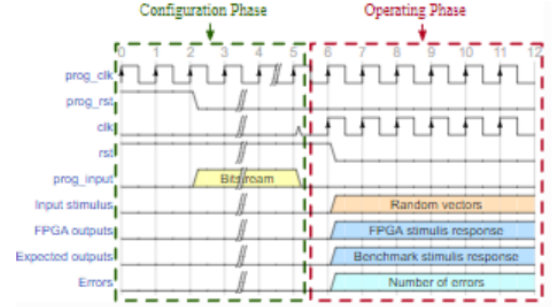 Configuration Phase Operating Phase
0 1 2 3 4 5 6 7 8 9 10 11 12
prog_clk
prog_rst
clk
rst
prog_input Bitstream
Input stimulus Random vectors
FPGA outputs FPGA stimulis response
Expected outputs Benchmark stimulis response
Errors Number of errors